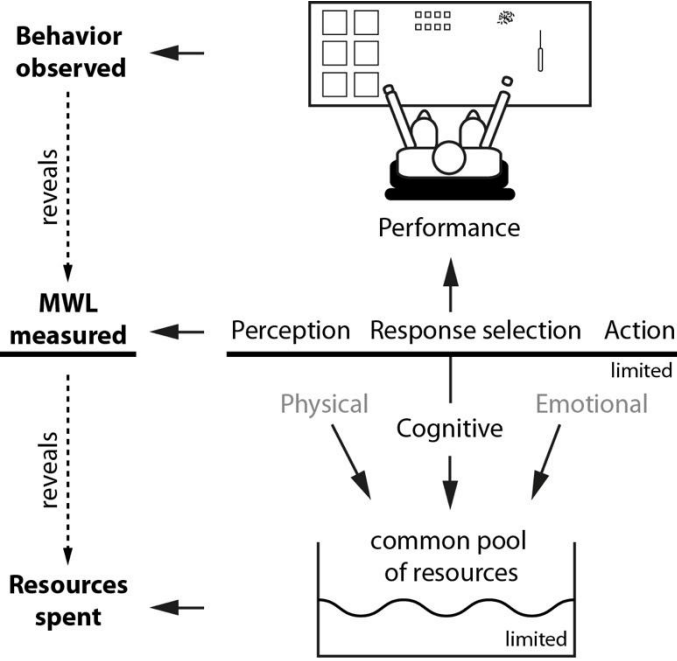 Behavior
observed
reveals
Performance
MWL
measured
Perception Response selection Action
limited
Physical
Emotional
Cognitive
reveals
common pool
of resources
Resources
spent
limited